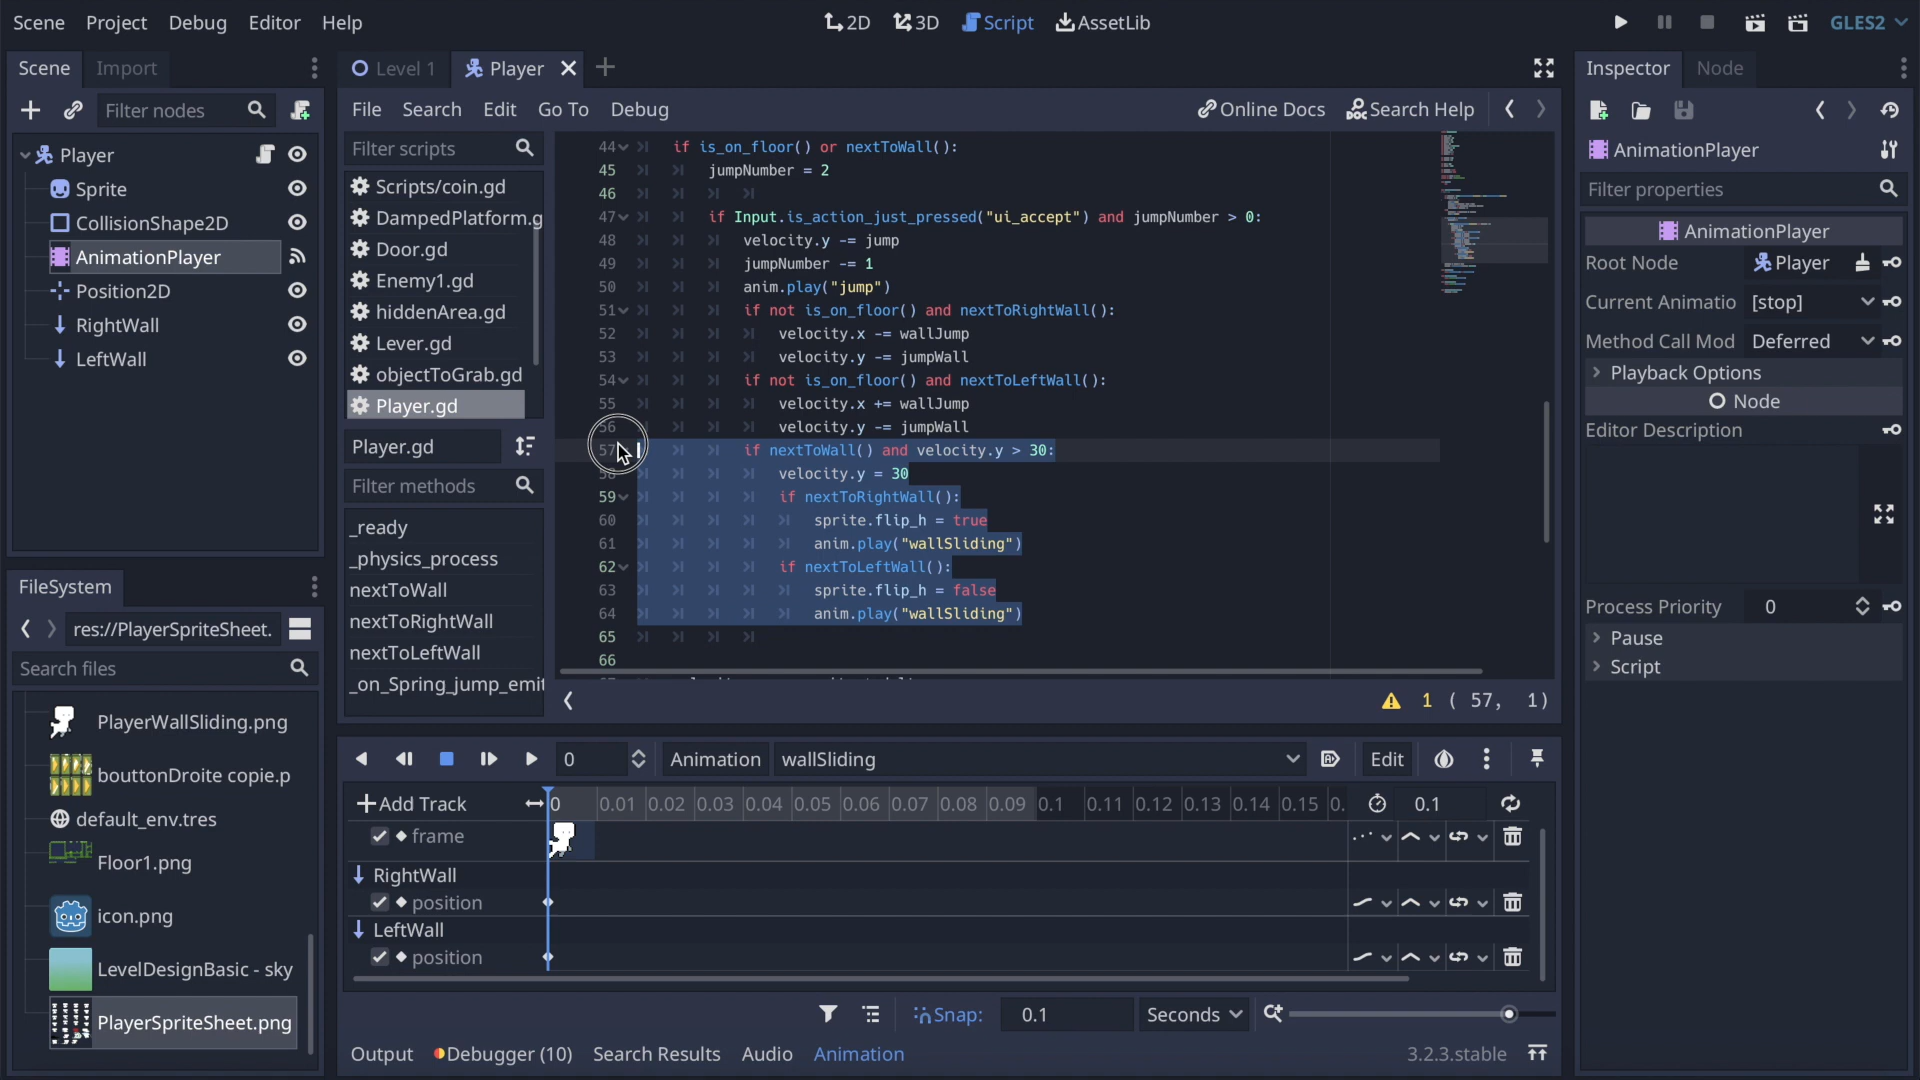 Scene Project Debug Editor Help
2D 3D Script AssetLib
GLES2
Scene Import
Filter nodes
Player
Sprite
CollisionShape2D
AnimationPlayer
Position2D
RightWall
LeftWall
FileSystem
res://PlayerSpriteSheet.
Search files
PlayerWallSliding.png
bouttonDroite copie.p
default_env.tres
Floor1.png
icon.png
LevelDesignBasic - sky
PlayerSpriteSheet.png
Level 1 Player
File Search Edit Go To Debug
Online Docs Search Help
Filter scripts
Scripts/coin.gd
DampedPlatform.g
Door.gd
Enemy1.gd
hiddenArea.gd
Lever.gd
objectToGrab.gd
Player.gd
Player.gd
Filter methods
_ready
_physics_process
nextToWall
nextToRightWall
nextToLeftWall
_on_Spring_jump_emit
44 if is_on_floor() or nextToWall():
45 jumpNumber = 2
46
47 if Input.is_action_just_pressed("ui_accept") and jumpNumber > 0:
48 velocity.y -= jump
49 jumpNumber -= 1
50 anim.play("jump")
51 if not is_on_floor() and nextToRightWall():
52 velocity.x -= wallJump
53 velocity.y -= jumpWall
54 if not is_on_floor() and nextToLeftWall():
55 velocity.x += wallJump
56 velocity.y -= jumpWall
57 if nextToWall() and velocity.y > 30:
58 velocity.y = 30
59 if nextToRightWall():
60 sprite.flip_h = true
61 anim.play("wallSliding")
62 if nextToLeftWall():
63 sprite.flip_h = false
64 anim.play("wallSliding")
65
66
1 ( 57, 1)
0 Animation wallSliding Edit
Add Track 0 0.01 0.02 0.03 0.04 0.05 0.06 0.07 0.08 0.09 0.1 0.11 0.12 0.13 0.14 0.15 0. 0.1
frame
RightWall
position
LeftWall
position
Snap: 0.1 Seconds
Output Debugger (10) Search Results Audio Animation 3.2.3.stable
Inspector Node
AnimationPlayer
Filter properties
AnimationPlayer
Root Node Player
Current Animatio [stop]
Method Call Mod Deferred
Playback Options
Node
Editor Description
Process Priority 0
Pause
Script